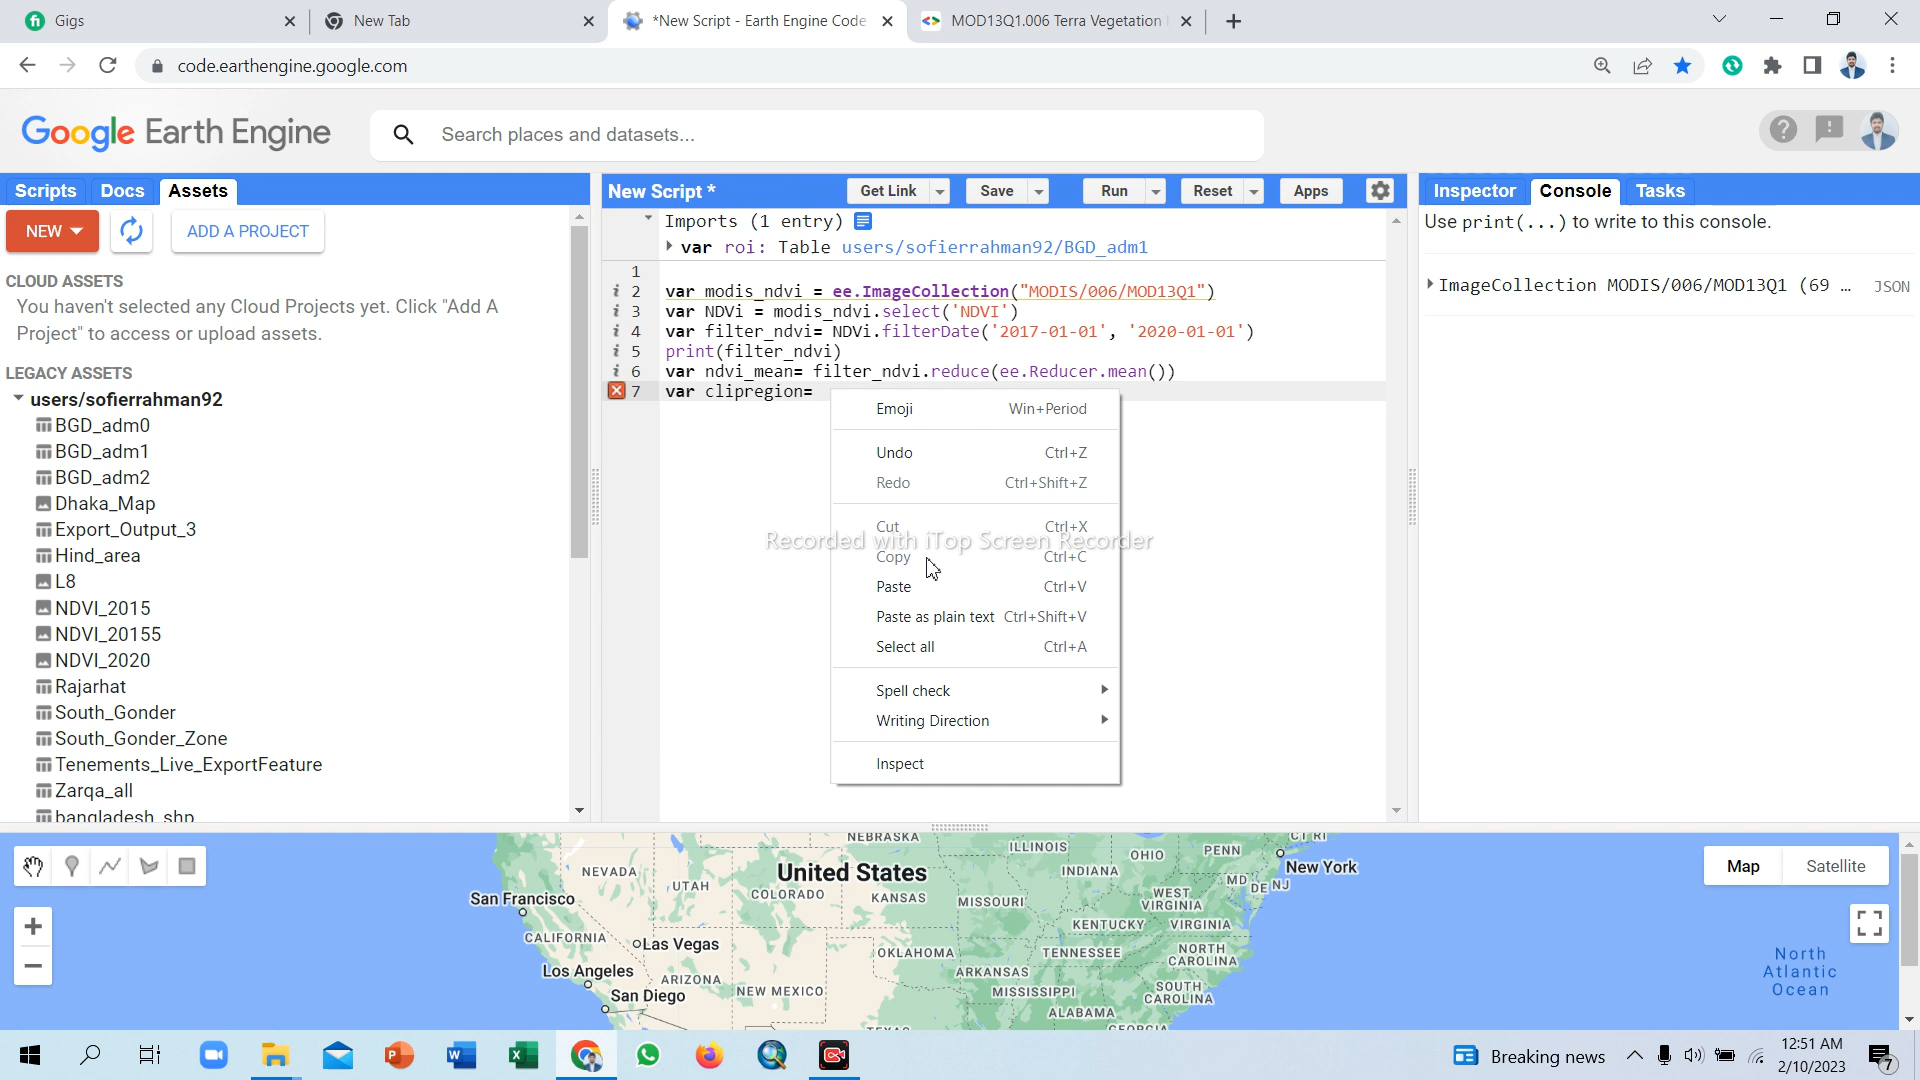 Gigs
New Tab
*New Script - Earth Engine Code
MOD13Q1.006 Terra Vegetation
code.earthengine.google.com
Google Earth Engine
Search places and datasets...
Scripts
Docs
Assets
NEW
ADD A PROJECT
CLOUD ASSETS
You haven't selected any Cloud Projects yet. Click "Add A
Project" to access or upload assets.
LEGACY ASSETS
users/sofierrahman92
BGD_adm0
BGD_adm1
BGD_adm2
Dhaka_Map
Export_Output_3
Hind_area
L8
NDVI_2015
NDVI_20155
NDVI_2020
Rajarhat
South_Gonder
South_Gonder_Zone
Tenements_Live_ExportFeature
Zarqa_all
bangladesh_shp
New Script *
Get Link
Save
Run
Reset
Apps
Imports (1 entry)
var roi: Table users/sofierrahman92/BGD_adm1
1
i 2 var modis_ndvi = ee.ImageCollection("MODIS/006/MOD13Q1")
i 3 var NDVi = modis_ndvi.select('NDVI')
i 4 var filter_ndvi= NDVi.filterDate('2017-01-01', '2020-01-01')
i 5 print(filter_ndvi)
i 6 var ndvi_mean= filter_ndvi.reduce(ee.Reducer.mean())
7 var clipregion=
Emoji Win+Period
Undo Ctrl+Z
Redo Ctrl+Shift+Z
Cut Ctrl+X
Recorded with iTop Screen Recorder
Copy Ctrl+C
Paste Ctrl+V
Paste as plain text Ctrl+Shift+V
Select all Ctrl+A
Spell check
Writing Direction
Inspect
Inspector
Console
Tasks
Use print(...) to write to this console.
ImageCollection MODIS/006/MOD13Q1 (69 … JSON
NEBRASKA
ILLINOIS
OHIO
PENN
CT RI
New York
NEVADA
UTAH
United States
COLORADO
KANSAS
MISSOURI
INDIANA
WEST
VIRGINIA
MD
DE NJ
San Francisco
CALIFORNIA
Las Vegas
KENTUCKY
VIRGINIA
OKLAHOMA
TENNESSEE
NORTH
CAROLINA
Los Angeles
ARIZONA
NEW MEXICO
ARKANSAS
MISSISSIPPI
SOUTH
CAROLINA
San Diego
ALABAMA
TEXAS
GEORGIA
Map
Satellite
North
Atlantic
Ocean
Breaking news
12:51 AM
2/10/2023
7